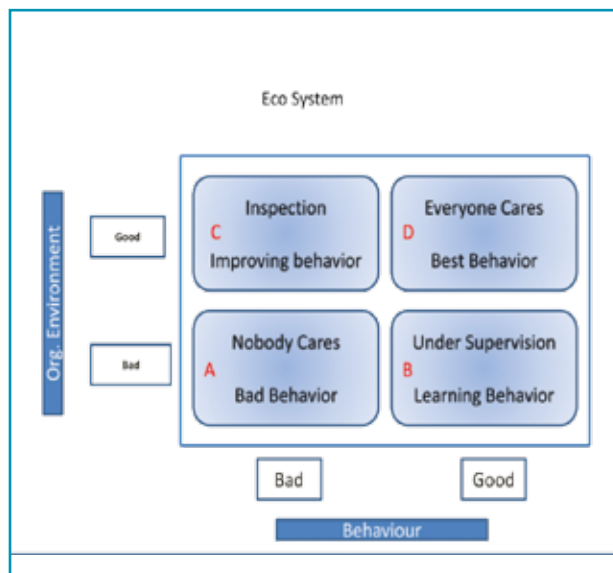 Eco System
Org. Environment
Good
Inspection
C
Improving behavior
Everyone Cares
D
Best Behavior
Bad
Nobody Cares
A
Bad Behavior
Under Supervision
B
Learning Behavior
Bad
Good
Behaviour